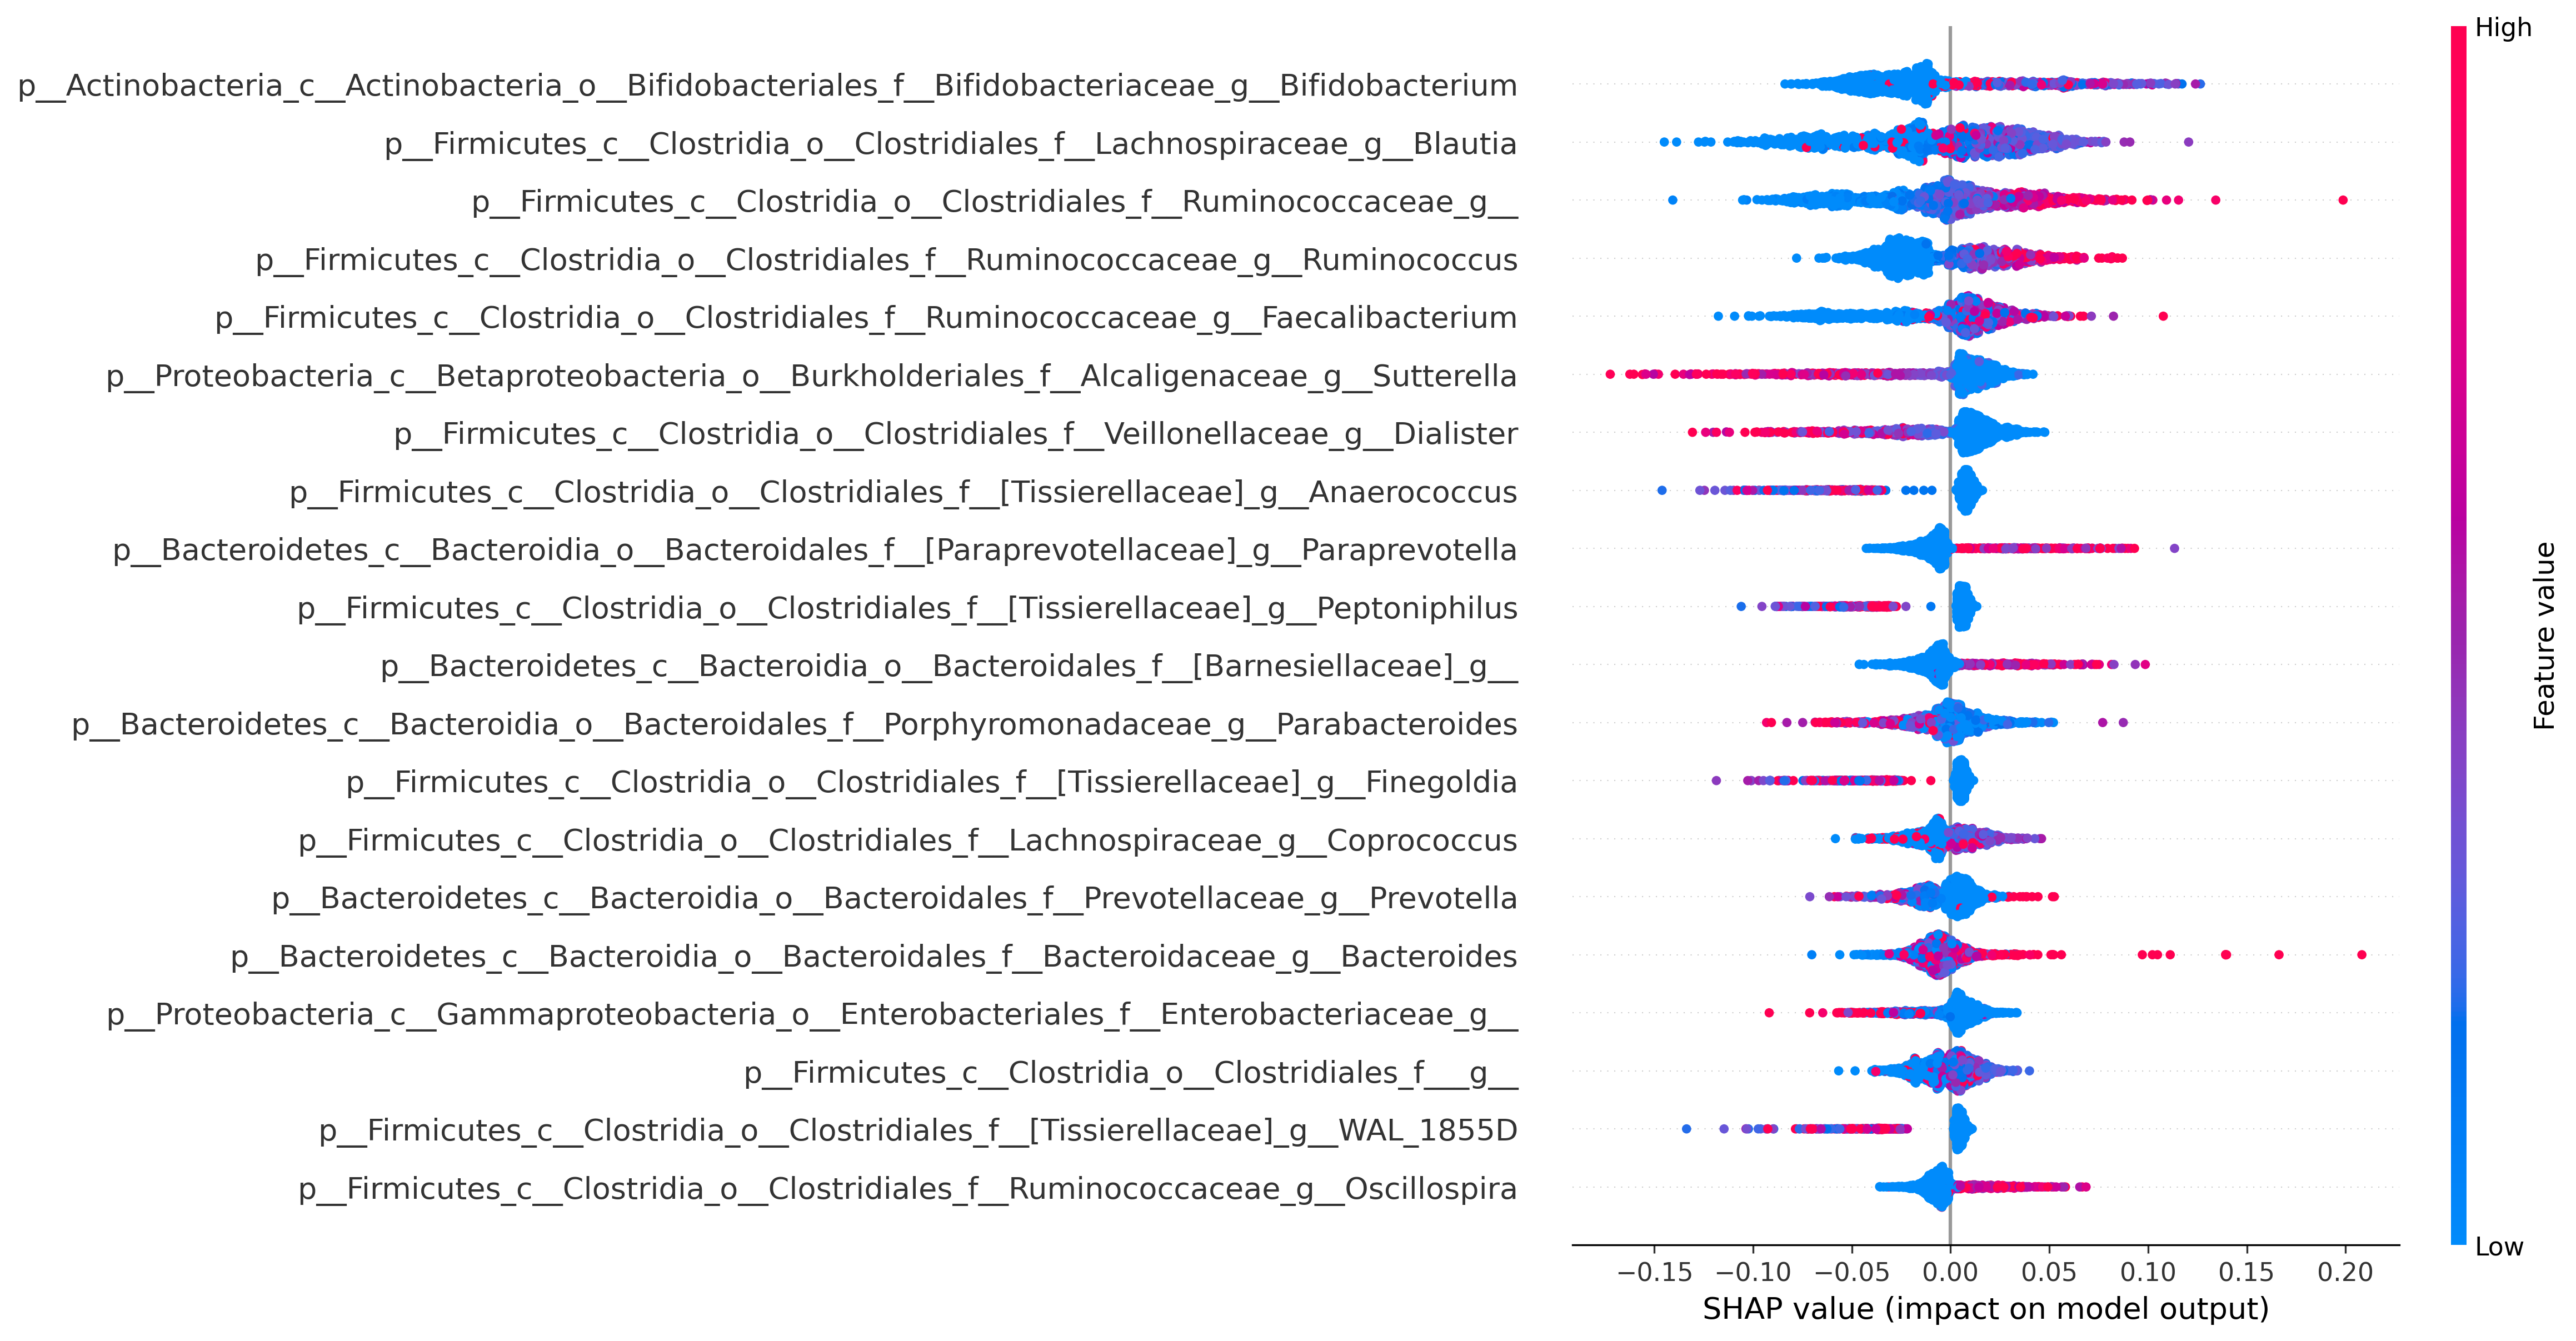 High
p__Actinobacteria_c__Actinobacteria_o__Bifidobacteriales_f__Bifidobacteriaceae_g__Bifidobacterium
p__Firmicutes_c__Clostridia_o__Clostridiales_f__Lachnospiraceae_g__Blautia
p__Firmicutes_c__Clostridia_o__Clostridiales_f__Ruminococcaceae_g__
p__Firmicutes_c__Clostridia_o__Clostridiales_f__Ruminococcaceae_g__Ruminococcus
p__Firmicutes_c__Clostridia_o__Clostridiales_f__Ruminococcaceae_g__Faecalibacterium
p__Proteobacteria_c__Betaproteobacteria_o__Burkholderiales_f__Alcaligenaceae_g__Sutterella
p__Firmicutes_c__Clostridia_o__Clostridiales_f__Veillonellaceae_g__Dialister
p__Firmicutes_c__Clostridia_o__Clostridiales_f__[Tissierellaceae]_g__Anaerococcus
p__Bacteroidetes_c__Bacteroidia_o__Bacteroidales_f__[Paraprevotellaceae]_g__Paraprevotella
p__Firmicutes_c__Clostridia_o__Clostridiales_f__[Tissierellaceae]_g__Peptoniphilus
p__Bacteroidetes_c__Bacteroidia_o__Bacteroidales_f__[Barnesiellaceae]_g__
p__Bacteroidetes_c__Bacteroidia_o__Bacteroidales_f__Porphyromonadaceae_g__Parabacteroides
p__Firmicutes_c__Clostridia_o__Clostridiales_f__[Tissierellaceae]_g__Finegoldia
p__Firmicutes_c__Clostridia_o__Clostridiales_f__Lachnospiraceae_g__Coprococcus
p__Bacteroidetes_c__Bacteroidia_o__Bacteroidales_f__Prevotellaceae_g__Prevotella
p__Bacteroidetes_c__Bacteroidia_o__Bacteroidales_f__Bacteroidaceae_g__Bacteroides
p__Proteobacteria_c__Gammaproteobacteria_o__Enterobacteriales_f__Enterobacteriaceae_g__
p__Firmicutes_c__Clostridia_o__Clostridiales_f___g__
p__Firmicutes_c__Clostridia_o__Clostridiales_f__[Tissierellaceae]_g__WAL_1855D
p__Firmicutes_c__Clostridia_o__Clostridiales_f__Ruminococcaceae_g__Oscillospira
Feature value
Low
−0.15 −0.10 −0.05 0.00 0.05 0.10 0.15 0.20
SHAP value (impact on model output)